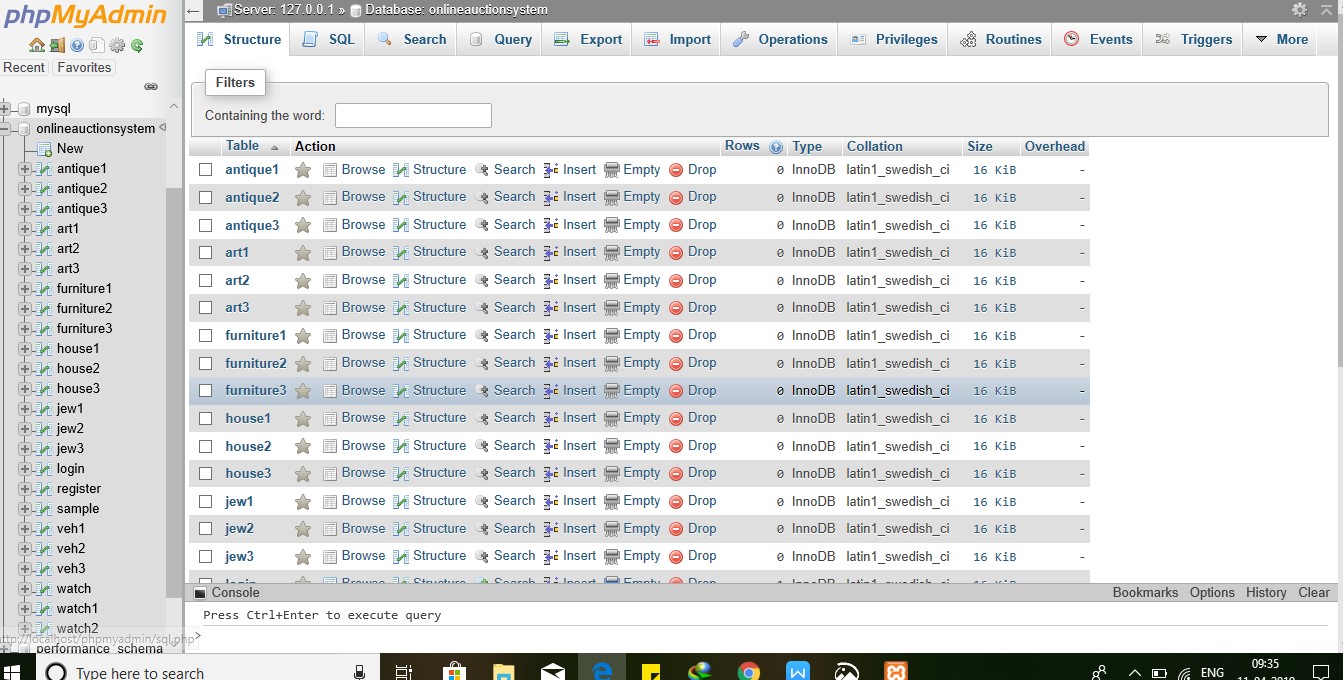 phpMyAdmin
Recent Favorites
mysql
onlineauctionsystem
New
antique1
antique2
antique3
art1
art2
art3
furniture1
furniture2
furniture3
house1
house2
house3
jew1
jew2
jew3
login
register
sample
veh1
veh2
veh3
watch
watch1
watch2
ttp://localhost/phpmyadmin/sql.php
performance_schema
Server: 127.0.0.1 » Database: onlineauctionsystem
Structure SQL Search Query Export Import Operations Privileges Routines Events Triggers More
Filters
Containing the word:
Table Action Rows Type Collation Size Overhead
antique1 Browse Structure Search Insert Empty Drop 0 InnoDB latin1_swedish_ci 16 KiB -
antique2 Browse Structure Search Insert Empty Drop 0 InnoDB latin1_swedish_ci 16 KiB -
antique3 Browse Structure Search Insert Empty Drop 0 InnoDB latin1_swedish_ci 16 KiB -
art1 Browse Structure Search Insert Empty Drop 0 InnoDB latin1_swedish_ci 16 KiB -
art2 Browse Structure Search Insert Empty Drop 0 InnoDB latin1_swedish_ci 16 KiB -
art3 Browse Structure Search Insert Empty Drop 0 InnoDB latin1_swedish_ci 16 KiB -
furniture1 Browse Structure Search Insert Empty Drop 0 InnoDB latin1_swedish_ci 16 KiB -
furniture2 Browse Structure Search Insert Empty Drop 0 InnoDB latin1_swedish_ci 16 KiB -
furniture3 Browse Structure Search Insert Empty Drop 0 InnoDB latin1_swedish_ci 16 KiB -
house1 Browse Structure Search Insert Empty Drop 0 InnoDB latin1_swedish_ci 16 KiB -
house2 Browse Structure Search Insert Empty Drop 0 InnoDB latin1_swedish_ci 16 KiB -
house3 Browse Structure Search Insert Empty Drop 0 InnoDB latin1_swedish_ci 16 KiB -
jew1 Browse Structure Search Insert Empty Drop 0 InnoDB latin1_swedish_ci 16 KiB -
jew2 Browse Structure Search Insert Empty Drop 0 InnoDB latin1_swedish_ci 16 KiB -
jew3 Browse Structure Search Insert Empty Drop 0 InnoDB latin1_swedish_ci 16 KiB -
login Browse Structure Search Insert Empty Drop InnoDB latin1_swedish_ci 16 KiB
Console Bookmarks Options History Clear
Press Ctrl+Enter to execute query
>
Type here to search
ENG 09:35